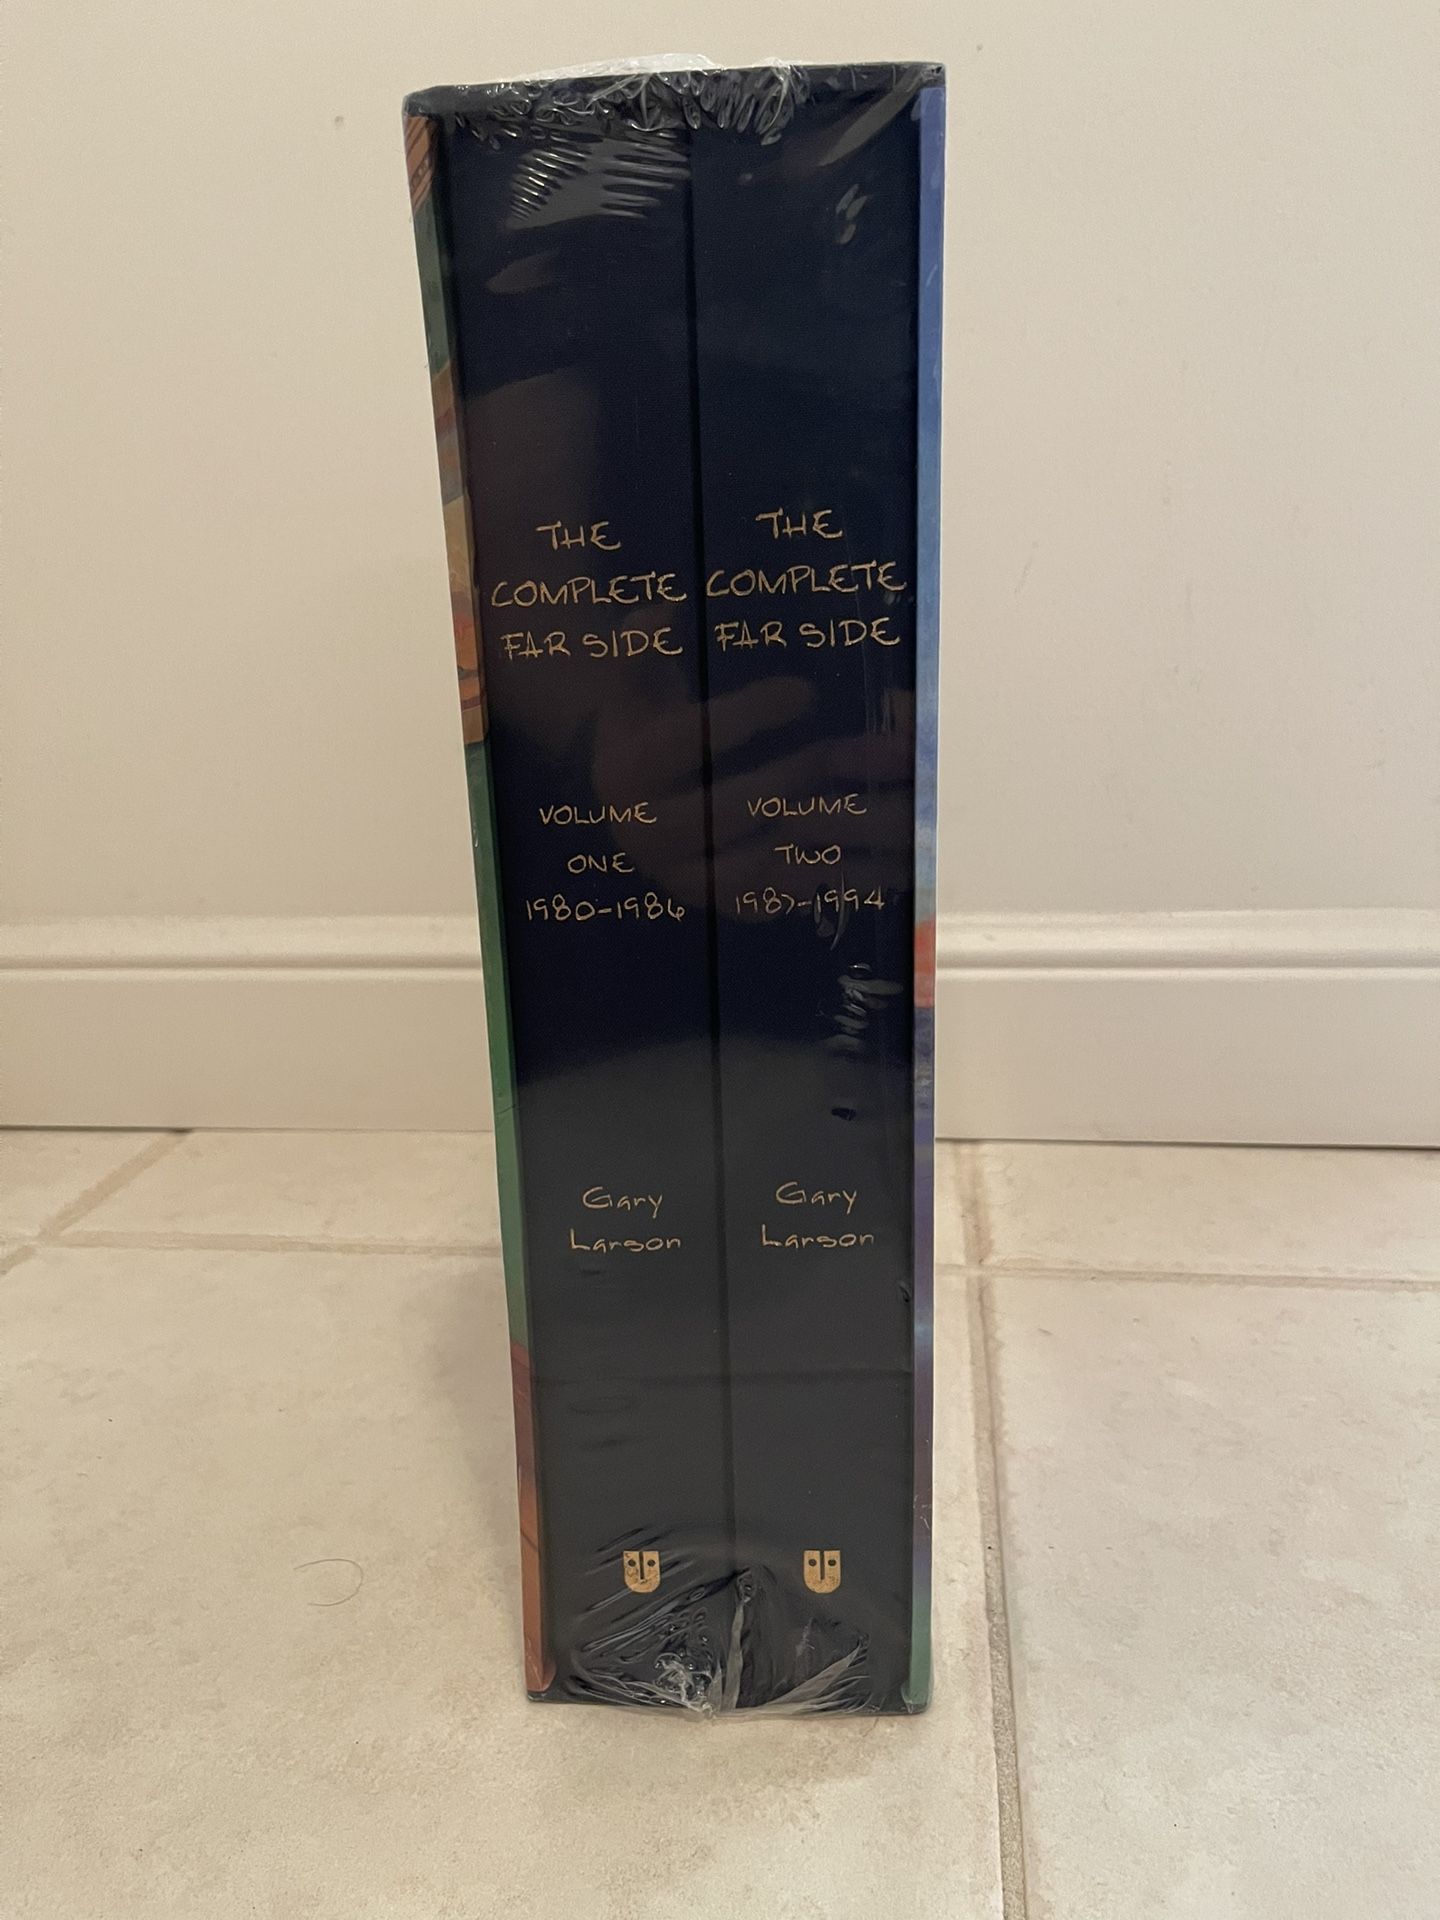 THE
COMPLETE
FAR SIDE
VOLUME
ONE
1980-1986
Gary
Larson
THE
COMPLETE
FAR SIDE
VOLUME
TWO
1987-1994
Gary
Larson